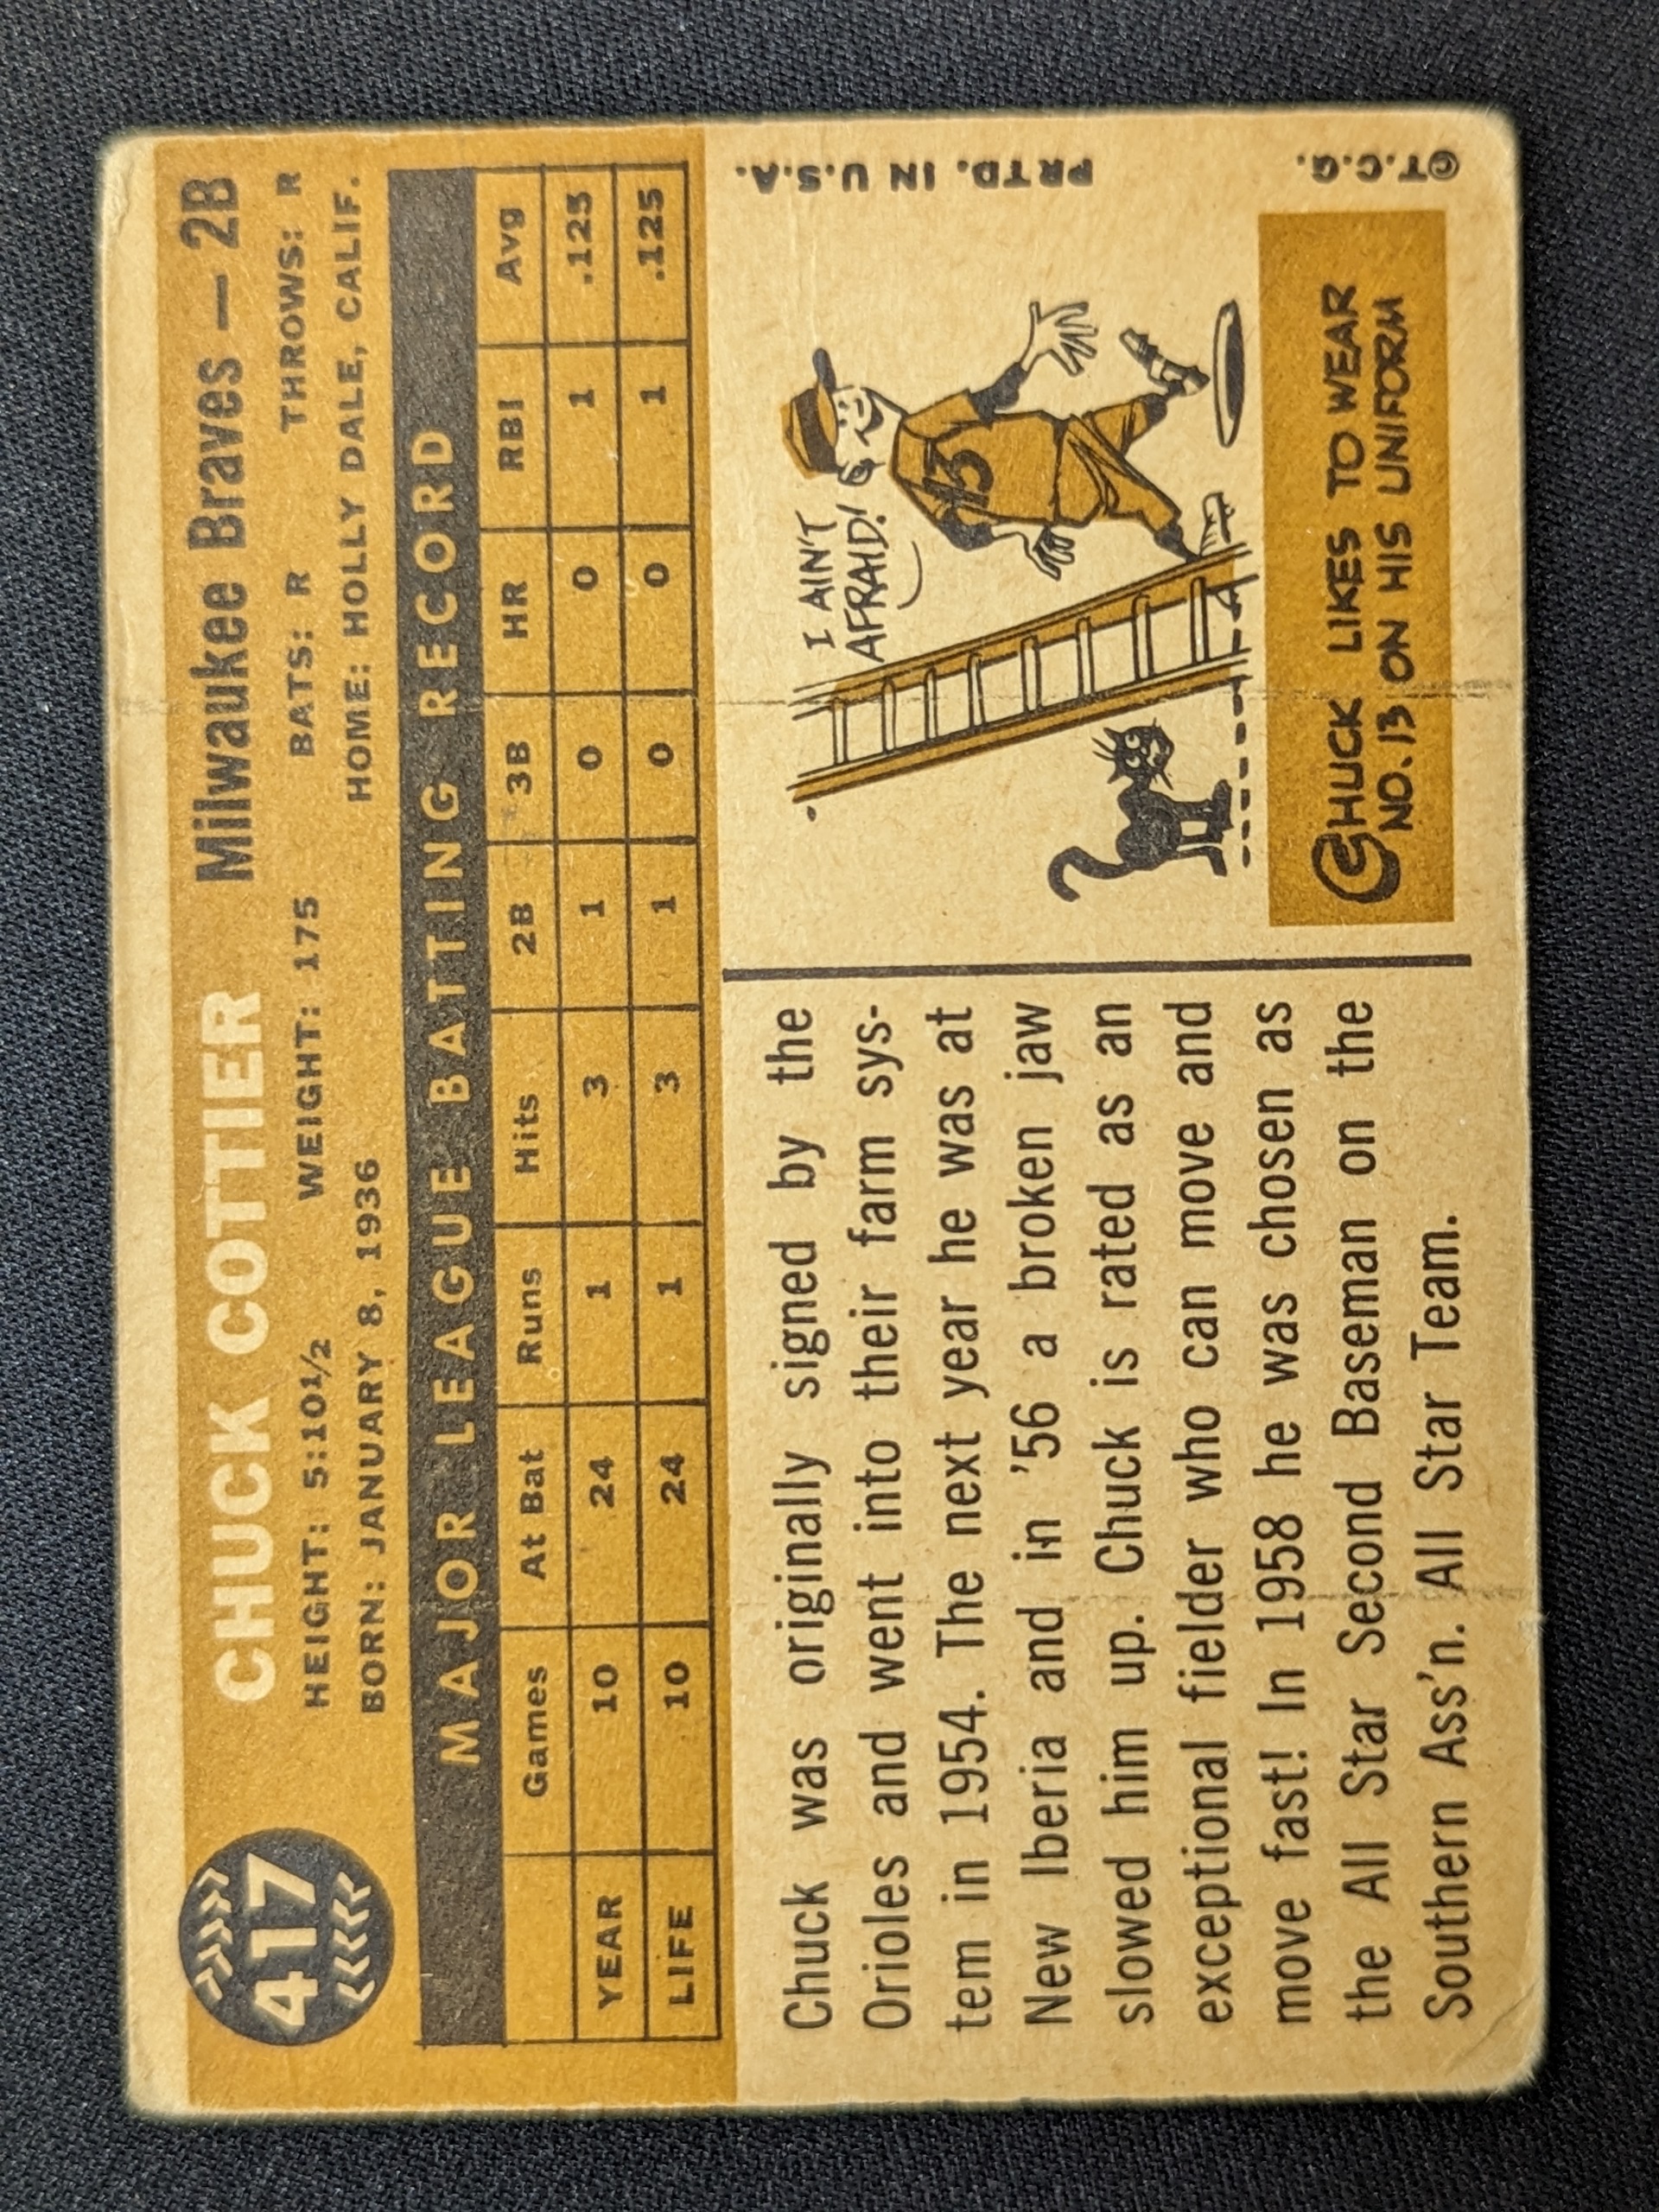 417
CHUCK COTTIER Milwaukee Braves — 2B
HEIGHT: 5:10½ WEIGHT: 175 BATS: R THROWS: R
BORN: JANUARY 8, 1936 HOME: HOLLY DALE, CALIF.
MAJOR LEAGUE BATTING RECORD
Games At Bat Runs Hits 2B 3B HR RBI Avg
YEAR 10 24 1 3 1 0 0 1 .125
LIFE 10 24 1 3 1 0 0 1 .125
Chuck was originally signed by the
Orioles and went into their farm sys-
tem in 1954. The next year he was at
New Iberia and in '56 a broken jaw
slowed him up. Chuck is rated as an
exceptional fielder who can move and
move fast! In 1958 he was chosen as
the All Star Second Baseman on the
Southern Ass'n. All Star Team.
I AIN'T
AFRAID!
13
CHUCK LIKES TO WEAR
NO. 13 ON HIS UNIFORM
©T.C.G. PRTD. IN U.S.A.